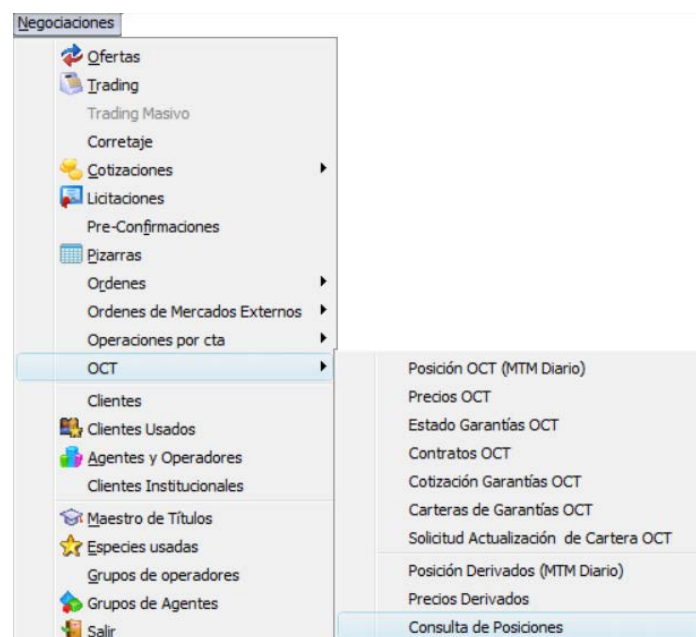 Negociaciones
Ofertas
Trading
Trading Masivo
Corretaje
Cotizaciones
Licitaciones
Pre-Confirmaciones
Pizarras
Ordenes
Ordenes de Mercados Externos
Operaciones por cta
OCT
Clientes
Clientes Usados
Agentes y Operadores
Clientes Institucionales
Maestro de Títulos
Especies usadas
Grupos de operadores
Grupos de Agentes
Salir
Posición OCT (MTM Diario)
Precios OCT
Estado Garantías OCT
Contratos OCT
Cotización Garantías OCT
Carteras de Garantías OCT
Solicitud Actualización de Cartera OCT
Posición Derivados (MTM Diario)
Precios Derivados
Consulta de Posiciones